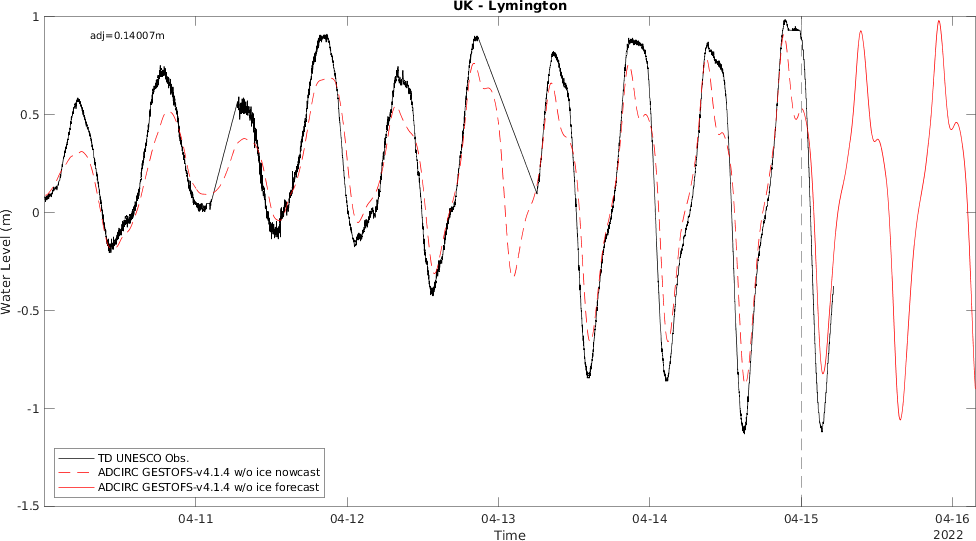 UK - Lymington
adj=0.14007m
1
0.5
0
-0.5
-1
-1.5
Water Level (m)
TD UNESCO Obs.
ADCIRC GESTOFS-v4.1.4 w/o ice nowcast
ADCIRC GESTOFS-v4.1.4 w/o ice forecast
04-11 04-12 04-13 04-14 04-15 04-16
Time
2022